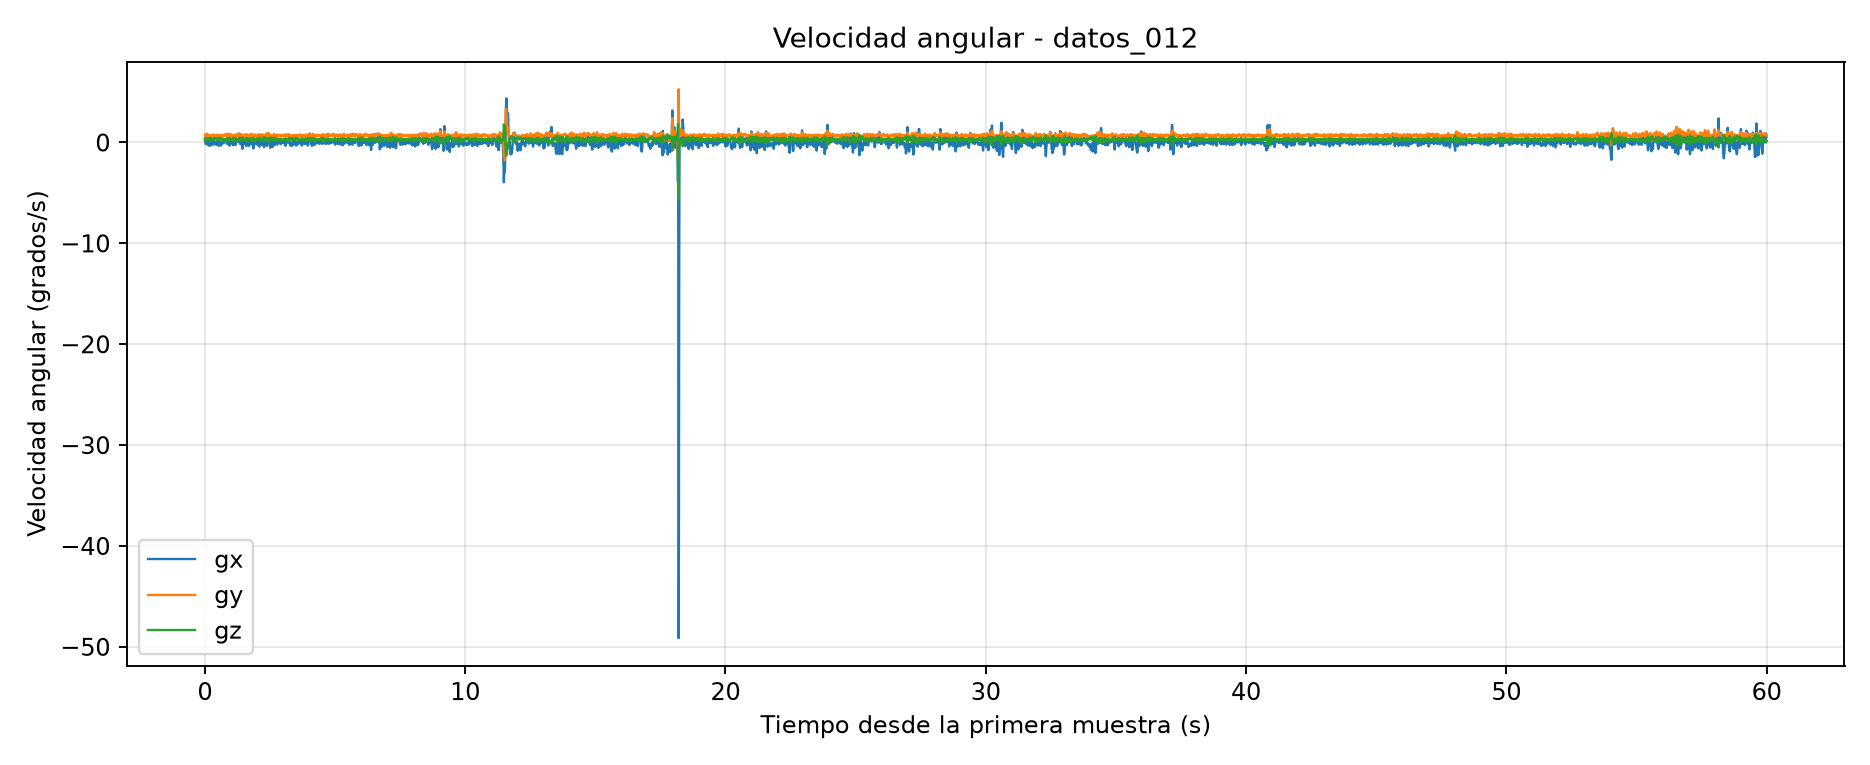 Velocidad angular - datos_012
Velocidad angular (grados/s)
0
−10
−20
−30
−40
−50
gx
gy
gz
0 10 20 30 40 50 60
Tiempo desde la primera muestra (s)